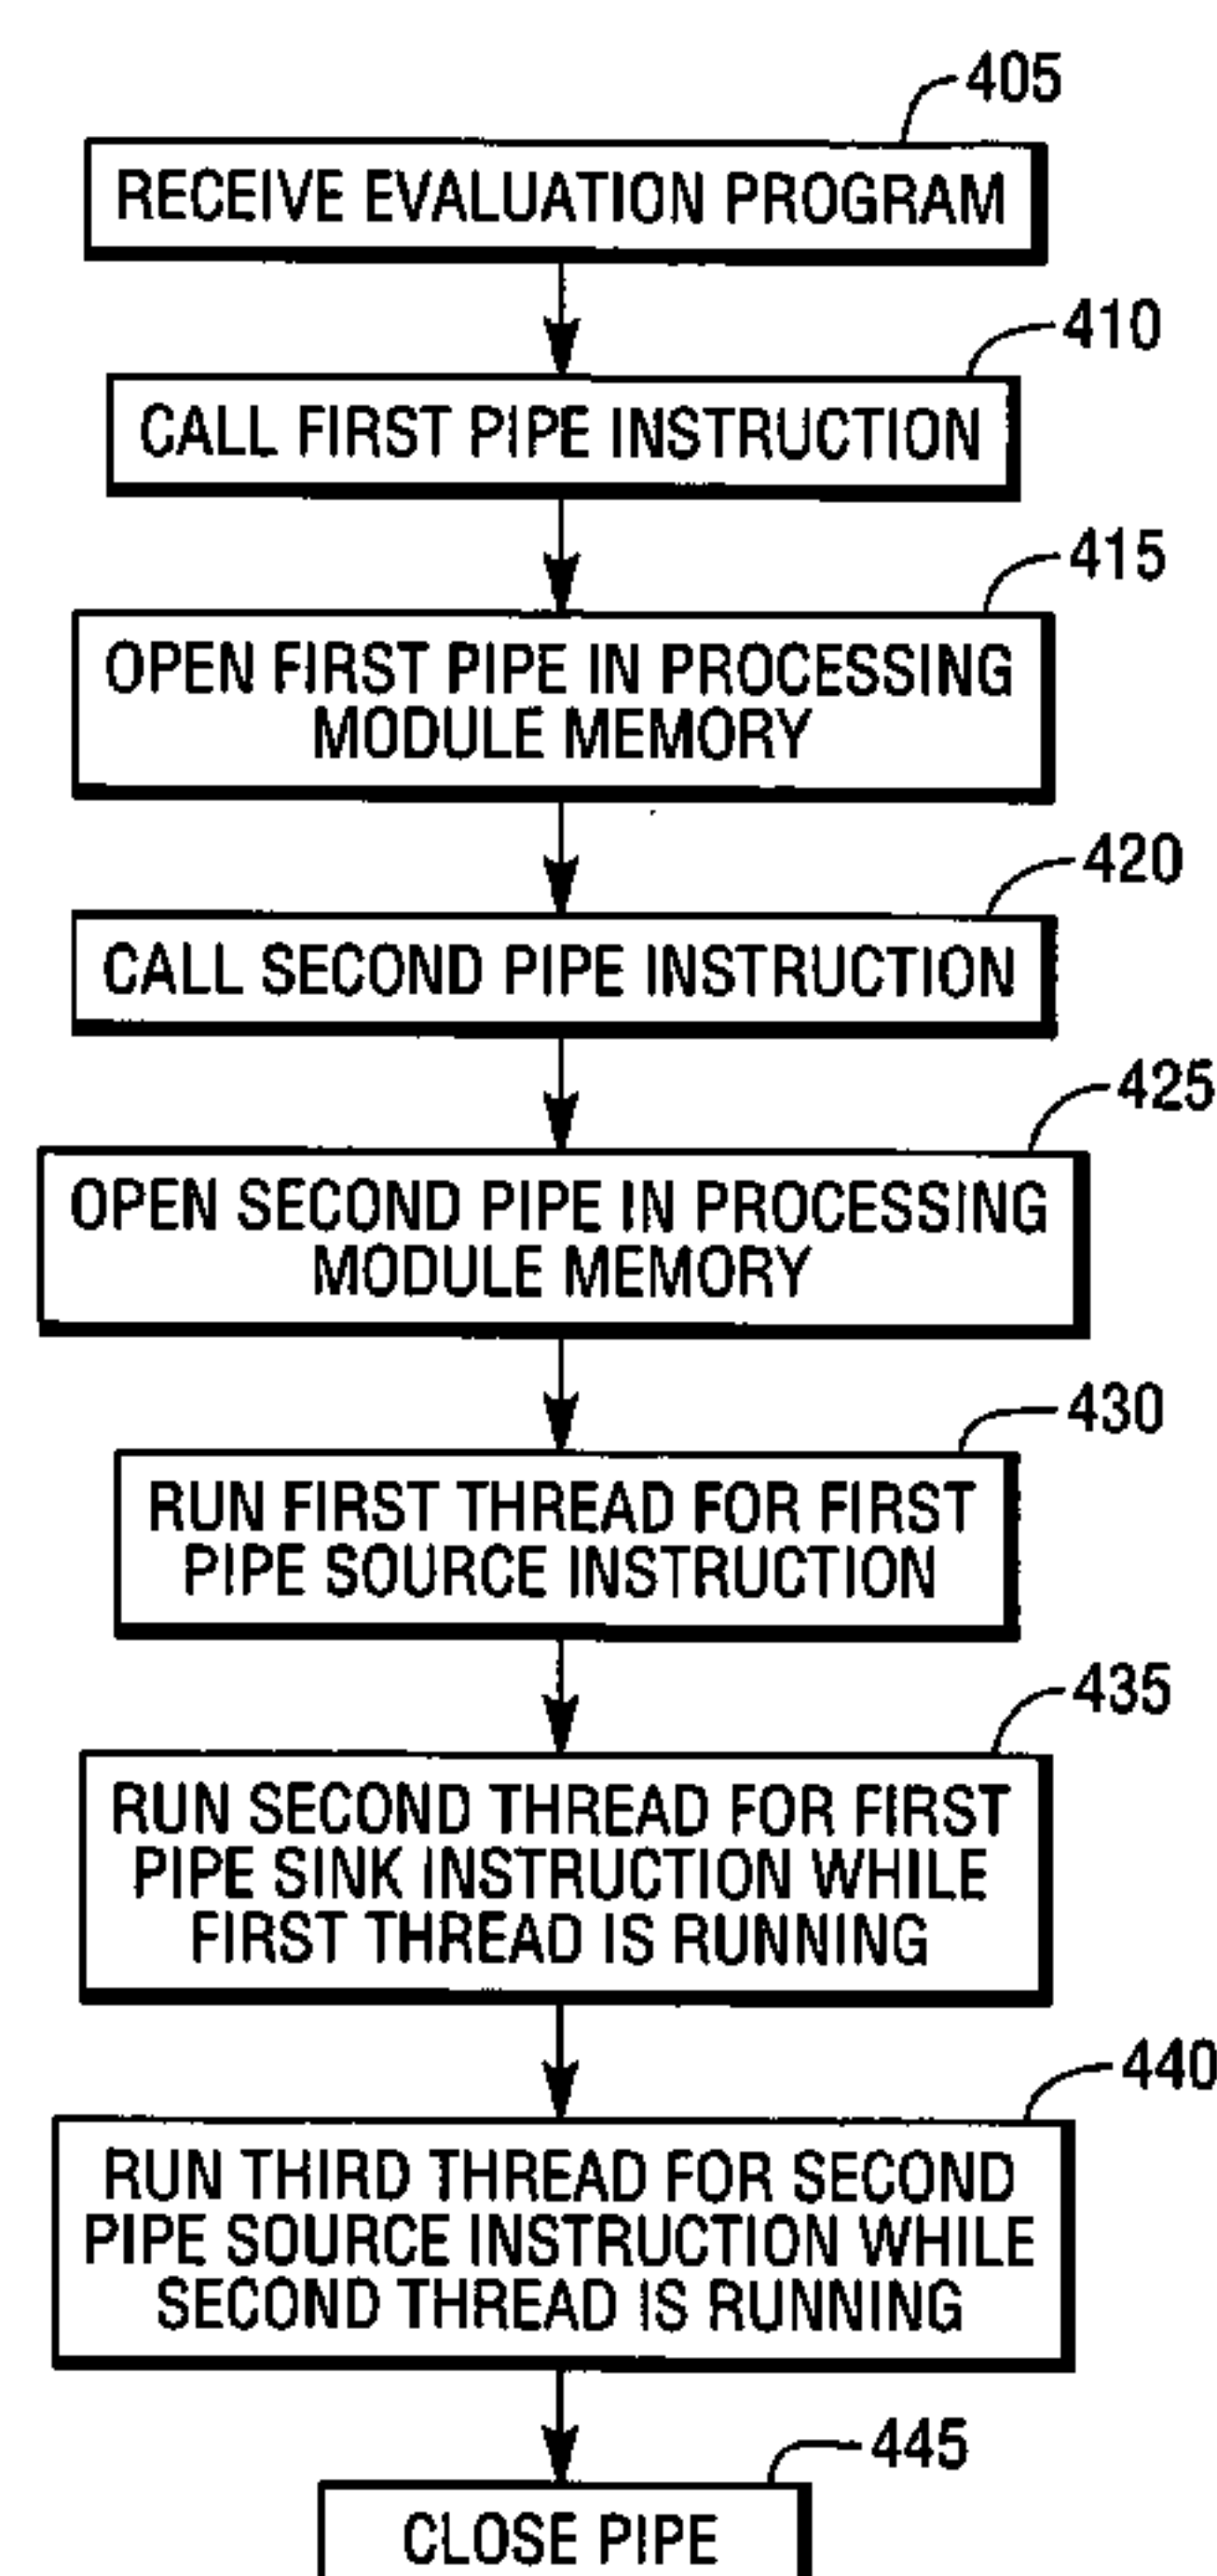 405
RECEIVE EVALUATION PROGRAM
410
CALL FIRST PIPE INSTRUCTION
415
OPEN FIRST PIPE IN PROCESSING
MODULE MEMORY
420
CALL SECOND PIPE INSTRUCTION
425
OPEN SECOND PIPE IN PROCESSING
MODULE MEMORY
430
RUN FIRST THREAD FOR FIRST
PIPE SOURCE INSTRUCTION
435
RUN SECOND THREAD FOR FIRST
PIPE SINK INSTRUCTION WHILE
FIRST THREAD IS RUNNING
440
RUN THIRD THREAD FOR SECOND
PIPE SOURCE INSTRUCTION WHILE
SECOND THREAD IS RUNNING
445
CLOSE PIPE